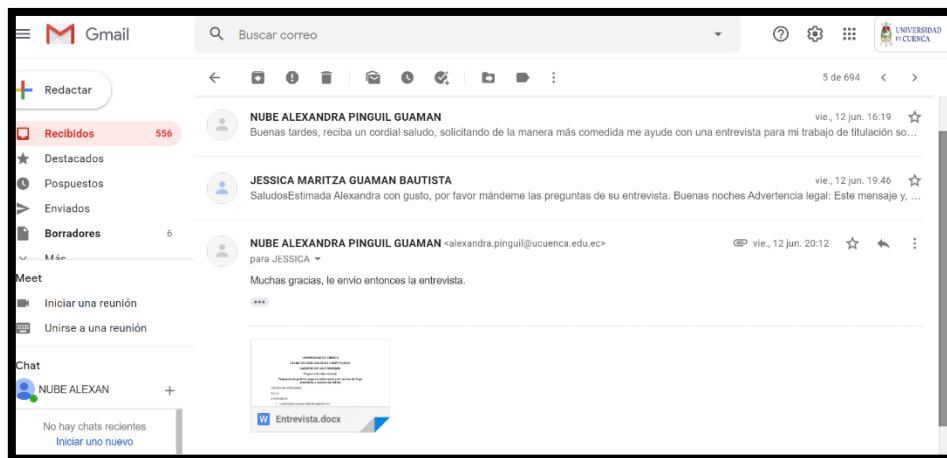 Gmail
Buscar correo
UNIVERSIDAD
DE CUENCA
Redactar
5 de 694
Recibidos 556
Destacados
Pospuestos
Enviados
Borradores 6
Más
Meet
Iniciar una reunión
Unirse a una reunión
Chat
NUBE ALEXAN
No hay chats recientes
Iniciar uno nuevo
NUBE ALEXANDRA PINGUIL GUAMAN vie., 12 jun. 16:19
Buenas tardes, reciba un cordial saludo, solicitando de la manera más comedida me ayude con una entrevista para mi trabajo de titulación so...
JESSICA MARITZA GUAMAN BAUTISTA vie., 12 jun. 19:46
SaludosEstimada Alexandra con gusto, por favor mándeme las preguntas de su entrevista. Buenas noches Advertencia legal: Este mensaje y, ...
NUBE ALEXANDRA PINGUIL GUAMAN <alexandra.pinguil@ucuenca.edu.ec> vie., 12 jun. 20:12
para JESSICA
Muchas gracias, le envio entonces la entrevista.
UNIVERSIDAD DE CUENCA
W Entrevista.docx